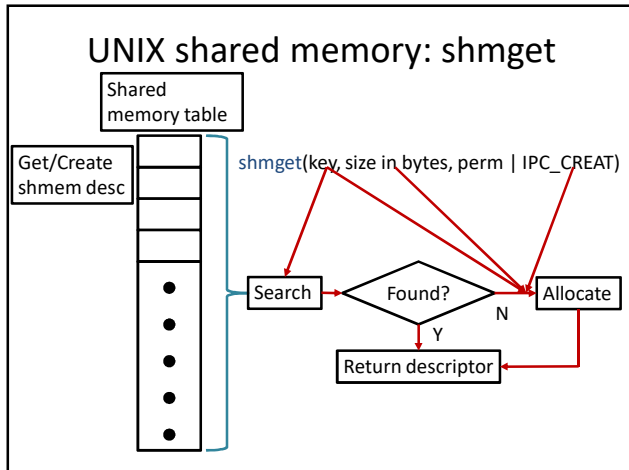 UNIX shared memory: shmget
Shared
memory table
Get/Create
shmem desc
shmget(key, size in bytes, perm | IPC_CREAT)
Search
Found?
Allocate
N
Y
Return descriptor